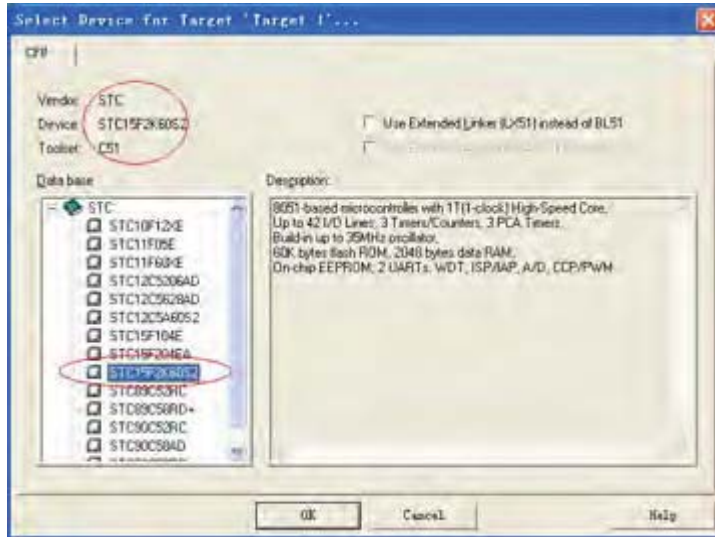 Select Device for Target 'Target 1'...
CPU
Vendor: STC
Device: STC15F2K60S2
Toolset: C51
Use Extended Linker (LX51) instead of BL51
Data base
Description:
STC
STC10F12XE
STC11F05E
STC11F60XE
STC12C5206AD
STC12C5628AD
STC12C5A60S2
STC15F104E
STC15F204EA
STC15F2K60S2
STC89C52RC
STC89C58RD+
STC90C52RC
STC90C58AD
8051-based microcontroller with 1T(1-clock) High-Speed Core,
Up to 42 I/O Lines, 3 Timers/Counters, 3 PCA Timers,
Build-in up to 35MHz oscillator,
60K bytes flash ROM, 2048 bytes data RAM,
On-chip EEPROM, 2 UARTs, WDT, ISP/IAP, A/D, CCP/PWM
OK
Cancel
Help